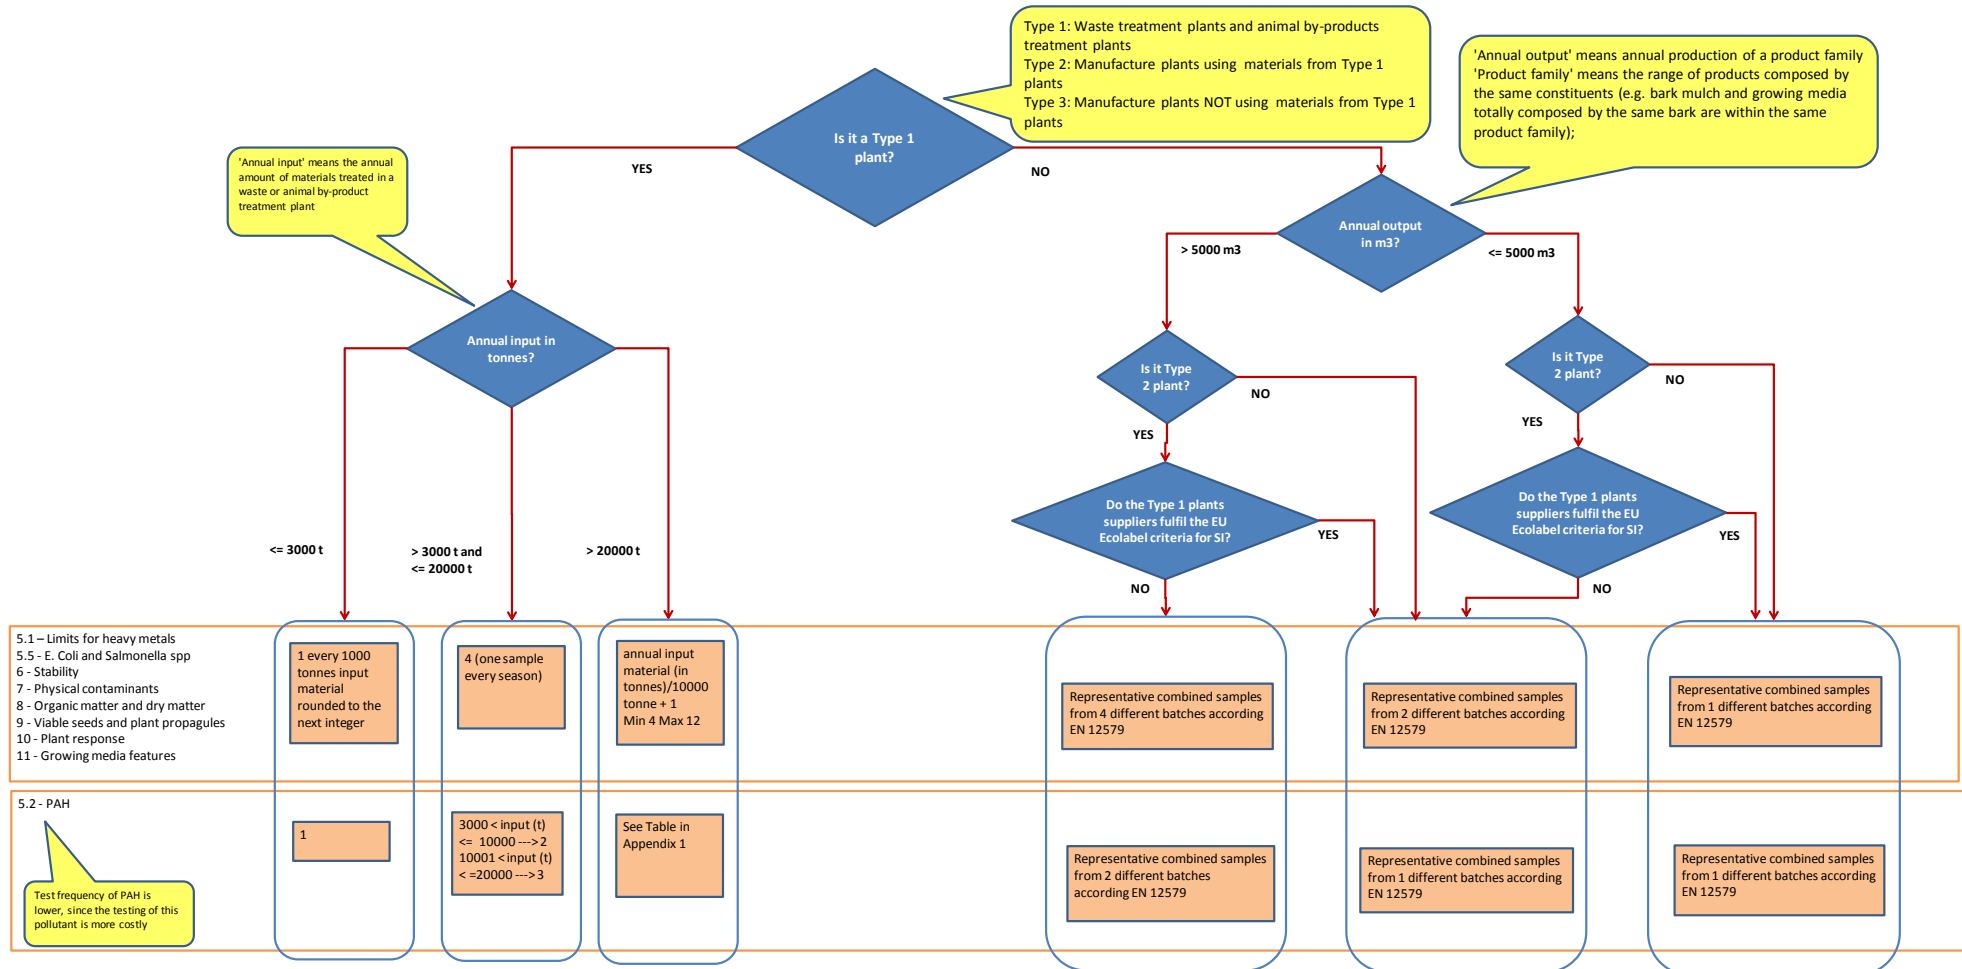 Type 1: Waste treatment plants and animal by-products
treatment plants
Type 2: Manufacture plants using materials from Type 1
plants
Type 3: Manufacture plants NOT using materials from Type 1
plants
'Annual output' means annual production of a product family
'Product family' means the range of products composed by
the same constituents (e.g. bark mulch and growing media
totally composed by the same bark are within the same
product family);
Is it a Type 1
plant?
YES
NO
'Annual input' means the annual
amount of materials treated in a
waste or animal by-product
treatment plant
Annual output
in m3?
> 5000 m3
<= 5000 m3
Annual input in
tonnes?
Is it Type
2 plant?
NO
YES
Is it Type
2 plant?
NO
YES
Do the Type 1 plants
suppliers fulfil the EU
Ecolabel criteria for SI?
YES
NO
Do the Type 1 plants
suppliers fulfil the EU
Ecolabel criteria for SI?
YES
NO
<= 3000 t
> 3000 t and
<= 20000 t
> 20000 t
5.1 – Limits for heavy metals
5.5 - E. Coli and Salmonella spp
6 - Stability
7 - Physical contaminants
8 - Organic matter and dry matter
9 - Viable seeds and plant propagules
10 - Plant response
11 - Growing media features
1 every 1000
tonnes input
material
rounded to the
next integer
4 (one sample
every season)
annual input
material (in
tonnes)/10000
tonne + 1
Min 4 Max 12
Representative combined samples
from 4 different batches according
EN 12579
Representative combined samples
from 2 different batches according
EN 12579
Representative combined samples
from 1 different batches according
EN 12579
5.2 - PAH
Test frequency of PAH is
lower, since the testing of this
pollutant is more costly
1
3000 < input (t)
<= 10000 ---> 2
10001 < input (t)
< =20000 ---> 3
See Table in
Appendix 1
Representative combined samples
from 2 different batches
according EN 12579
Representative combined samples
from 1 different batches according
EN 12579
Representative combined samples
from 1 different batches according
EN 12579